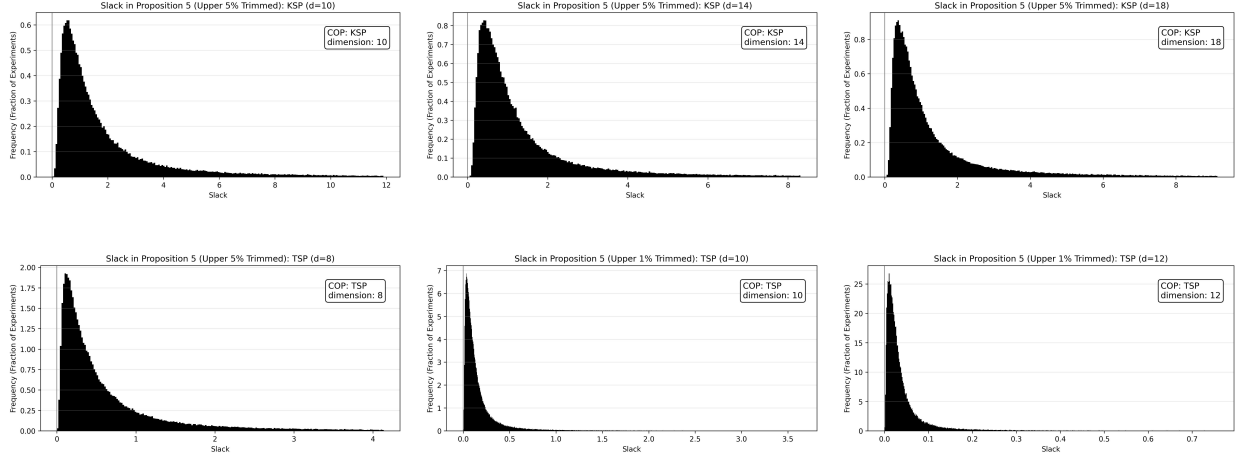 Slack in Proposition 5 (Upper 5% Trimmed): KSP (d=10)
COP: KSP
dimension: 10
Frequency (Fraction of Experiments)
0.6
0.5
0.4
0.3
0.2
0.1
0.0
0 2 4 6 8 10 12
Slack
Slack in Proposition 5 (Upper 5% Trimmed): KSP (d=14)
COP: KSP
dimension: 14
Frequency (Fraction of Experiments)
0.8
0.7
0.6
0.5
0.4
0.3
0.2
0.1
0.0
0 2 4 6 8
Slack
Slack in Proposition 5 (Upper 5% Trimmed): KSP (d=18)
COP: KSP
dimension: 18
Frequency (Fraction of Experiments)
0.8
0.6
0.4
0.2
0.0
0 2 4 6 8
Slack
Slack in Proposition 5 (Upper 5% Trimmed): TSP (d=8)
COP: TSP
dimension: 8
Frequency (Fraction of Experiments)
2.00
1.75
1.50
1.25
1.00
0.75
0.50
0.25
0.00
0 1 2 3 4
Slack
Slack in Proposition 5 (Upper 1% Trimmed): TSP (d=10)
COP: TSP
dimension: 10
Frequency (Fraction of Experiments)
7
6
5
4
3
2
1
0
0.0 0.5 1.0 1.5 2.0 2.5 3.0 3.5
Slack
Slack in Proposition 5 (Upper 1% Trimmed): TSP (d=12)
COP: TSP
dimension: 12
Frequency (Fraction of Experiments)
25
20
15
10
5
0
0.0 0.1 0.2 0.3 0.4 0.5 0.6 0.7
Slack